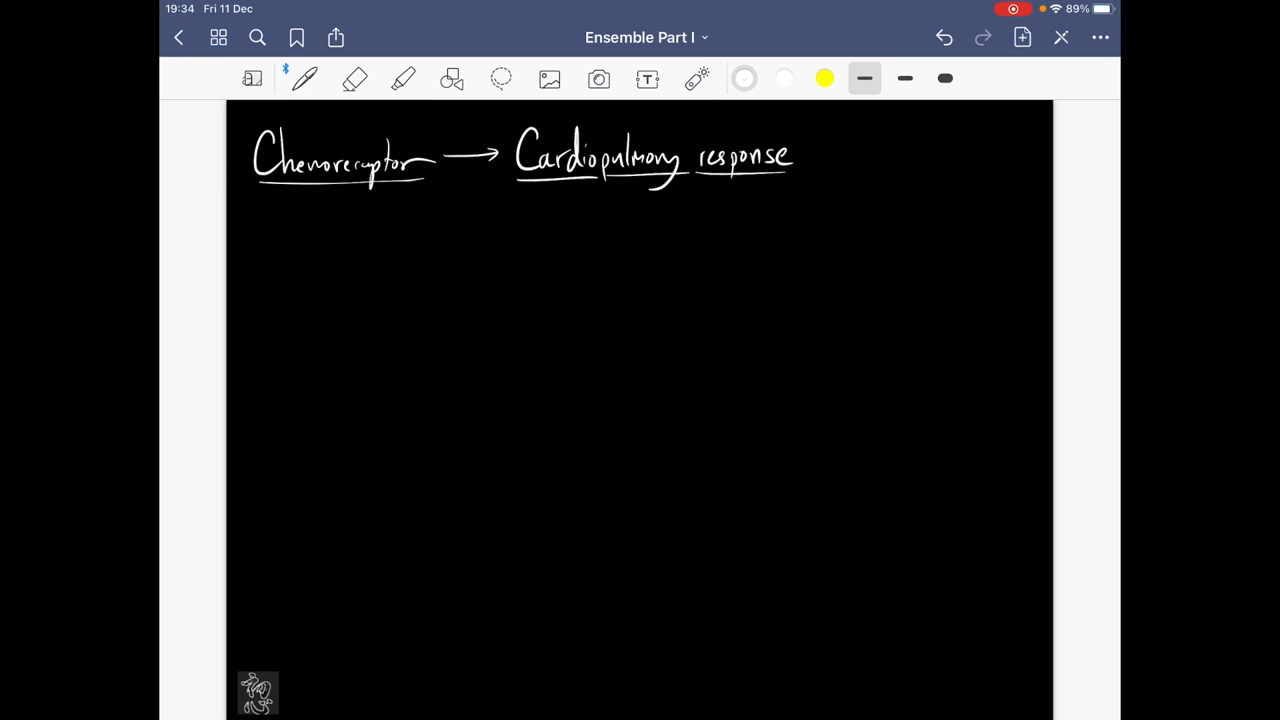 19:34 Fri 11 Dec
89%
Ensemble Part I
Chemoreceptor → Cardiopulmonary response